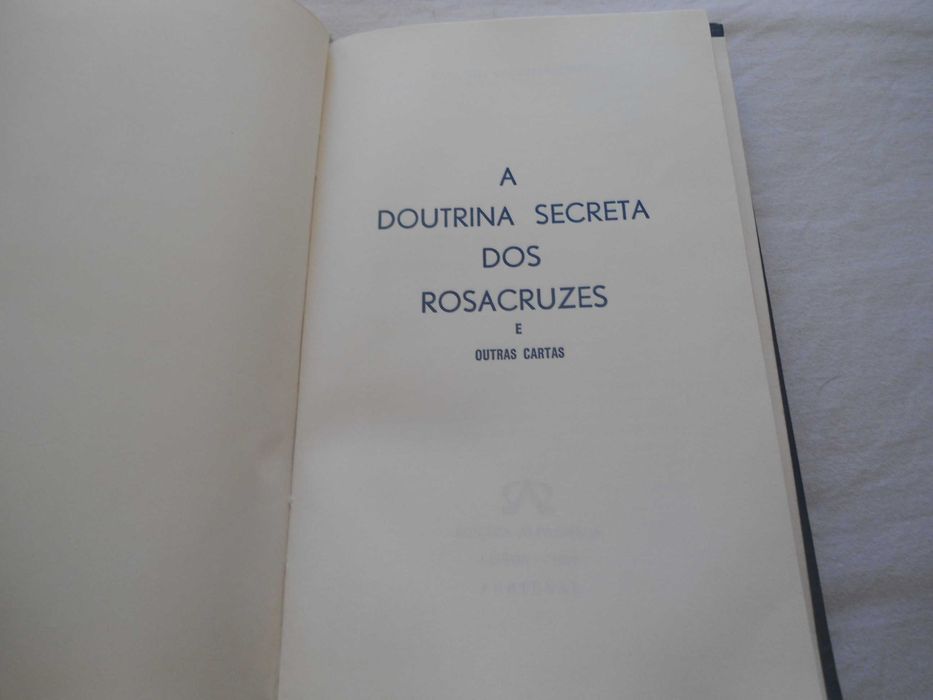 A
DOUTRINA SECRETA
DOS
ROSACRUZES
E
OUTRAS CARTAS